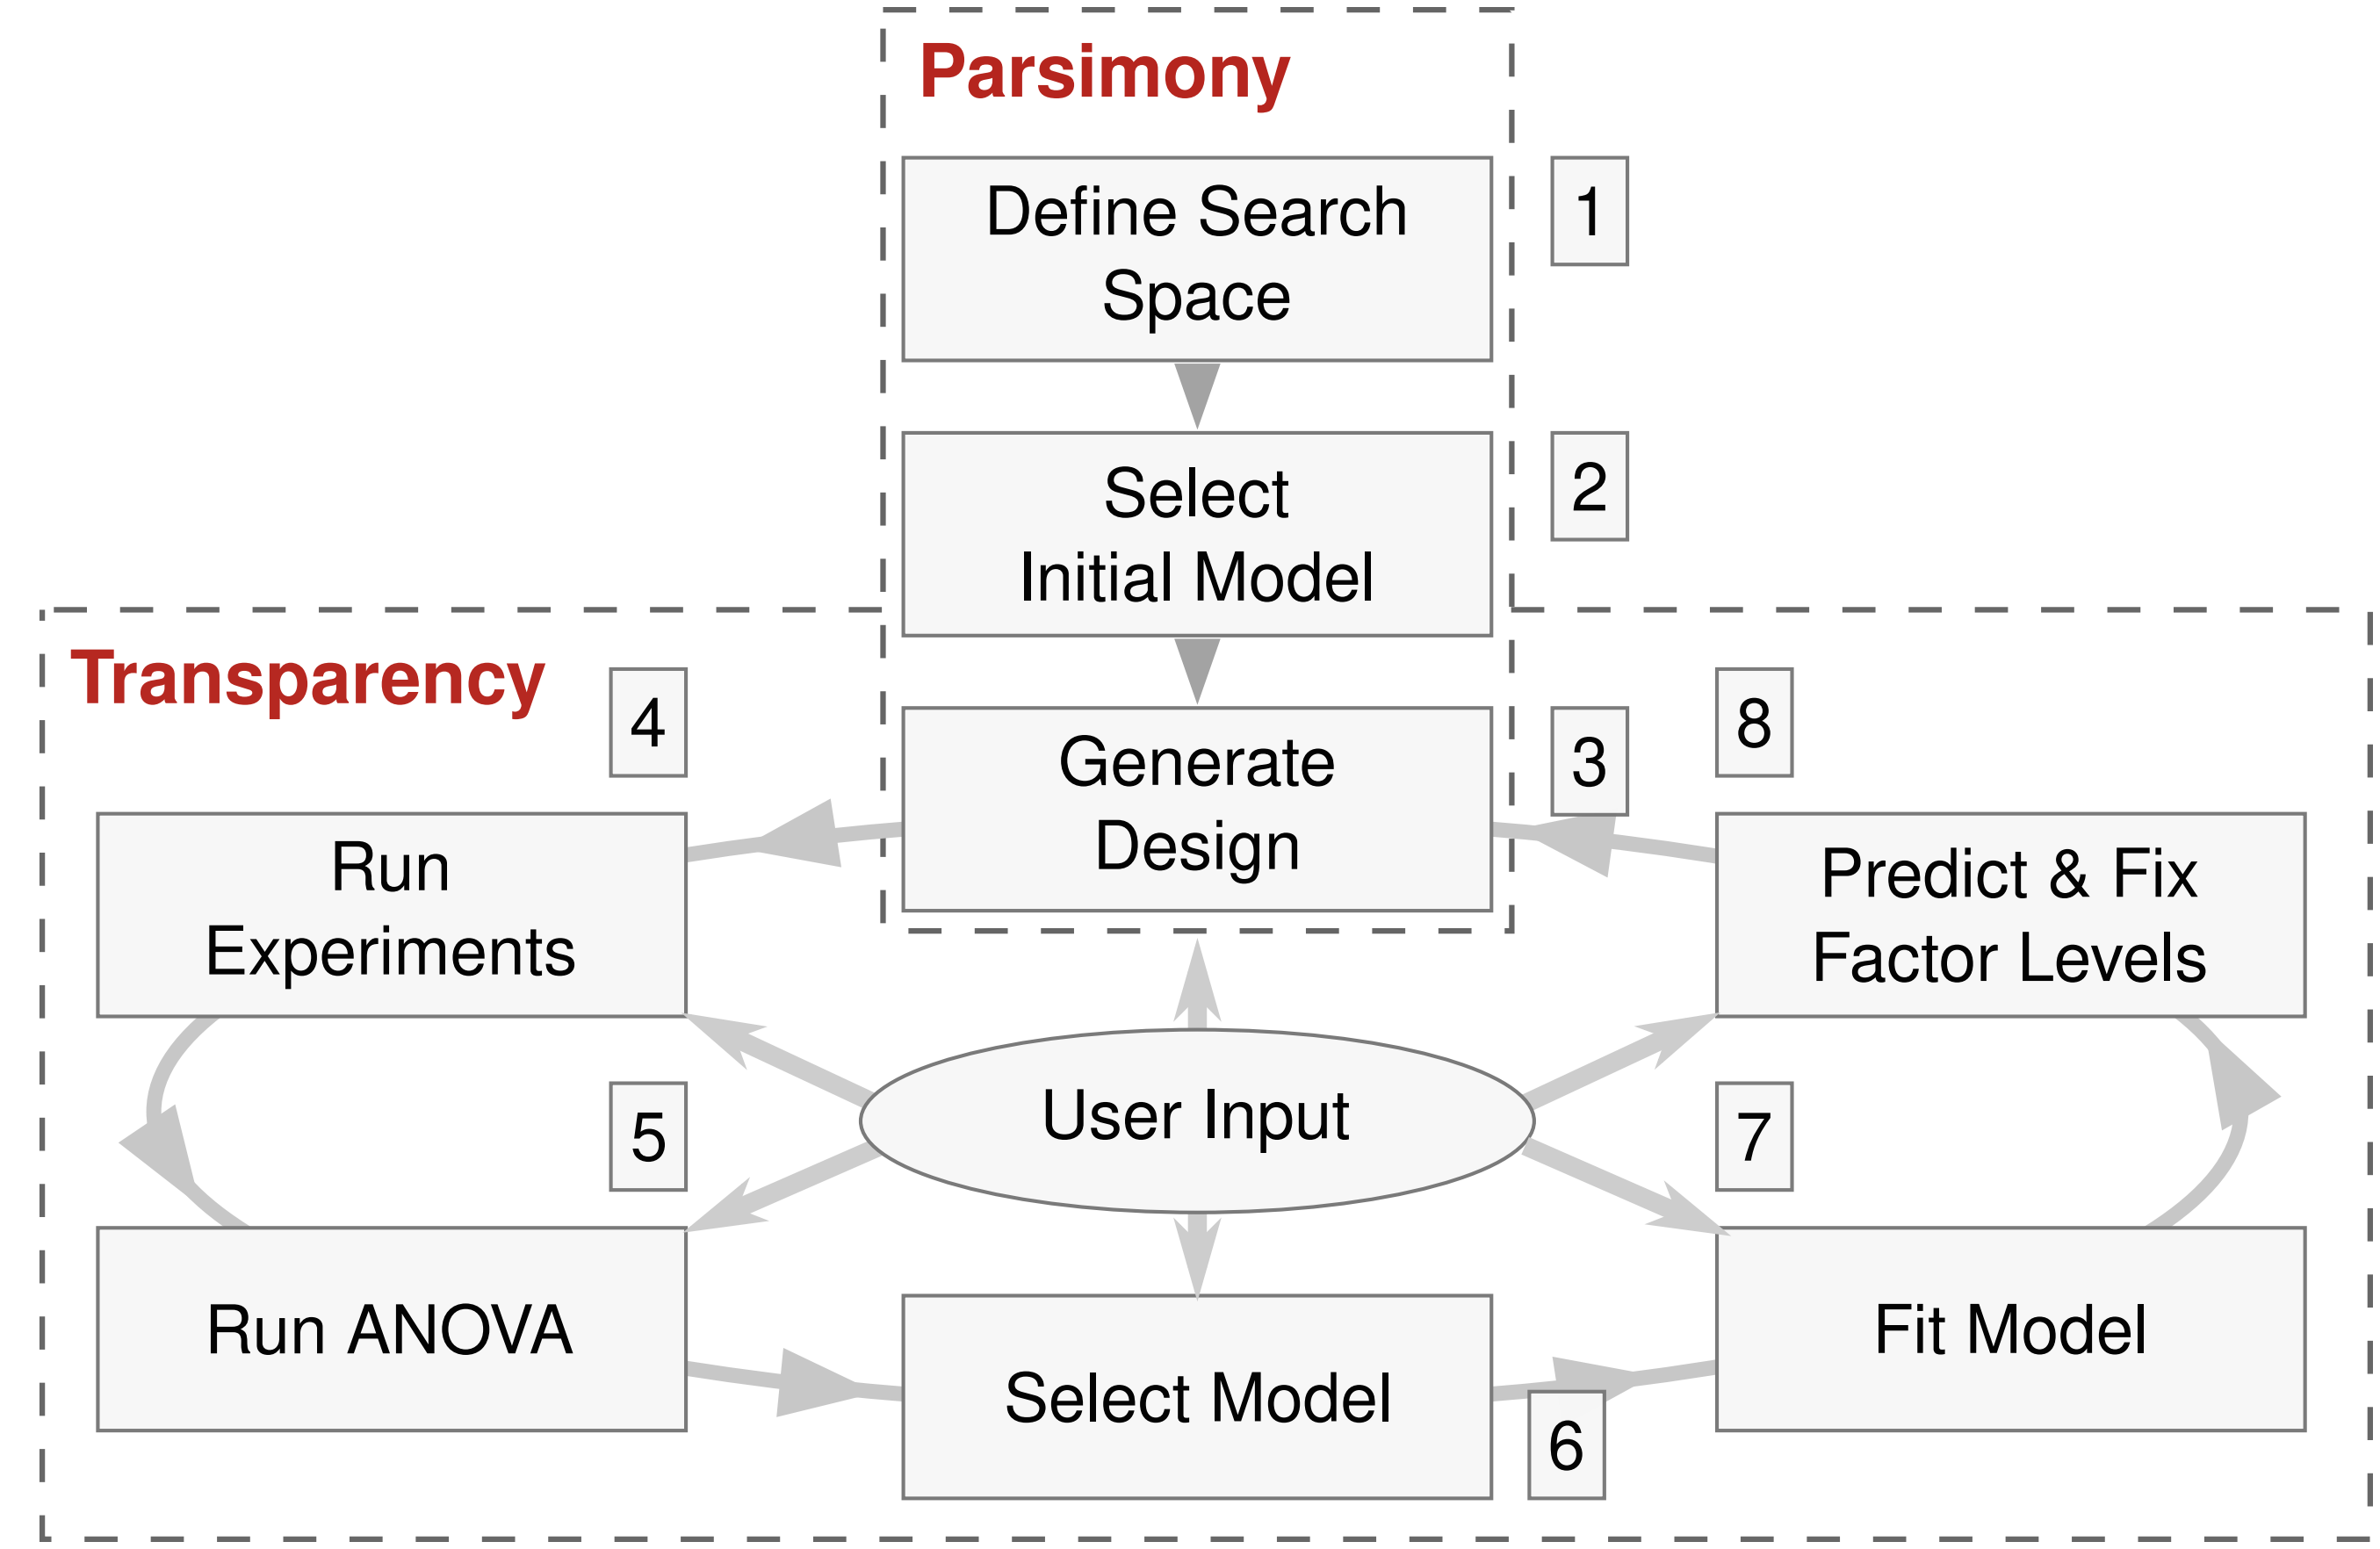 Parsimony
Define Search
Space
1
Select
Initial Model
2
Transparency
4
Generate
Design
3
8
Run
Experiments
Predict & Fix
Factor Levels
User Input
5
7
Run ANOVA
Select Model
6
Fit Model